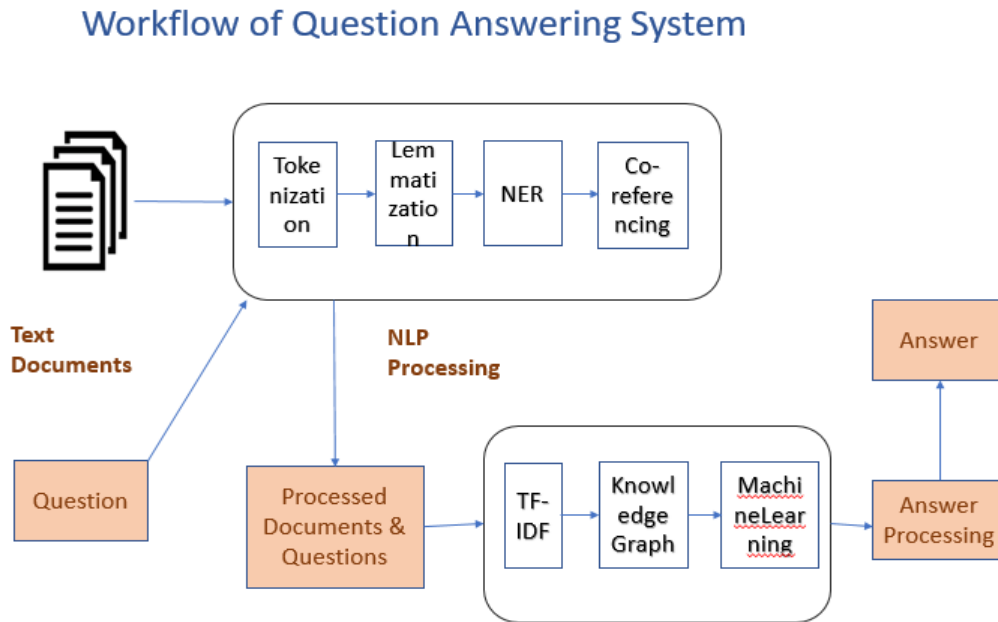 Workflow of Question Answering System
Toke
nizati
on
Lem
matiz
zatio
n
NER
Co-
refere
ncing
Text
Documents
NLP
Processing
Answer
Question
Processed
Documents &
Questions
TF-
IDF
Knowl
edge
Graph
Machi
neLear
ning
Answer
Processing